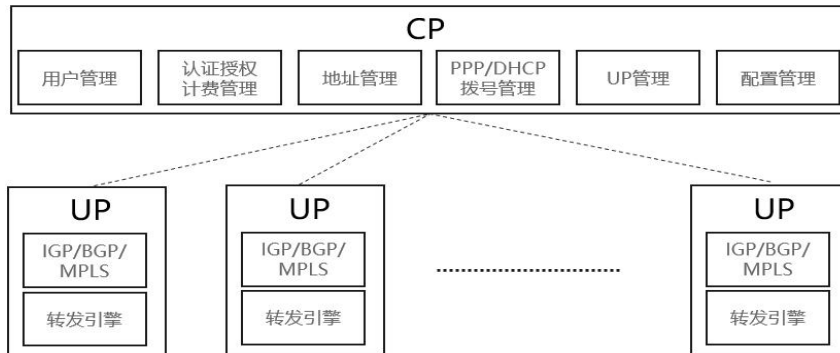 CP
用户管理
认证授权
计费管理
地址管理
PPP/DHCP
拨号管理
UP管理
配置管理
UP
IGP/BGP/
MPLS
转发引擎
UP
IGP/BGP/
MPLS
转发引擎
UP
IGP/BGP/
MPLS
转发引擎